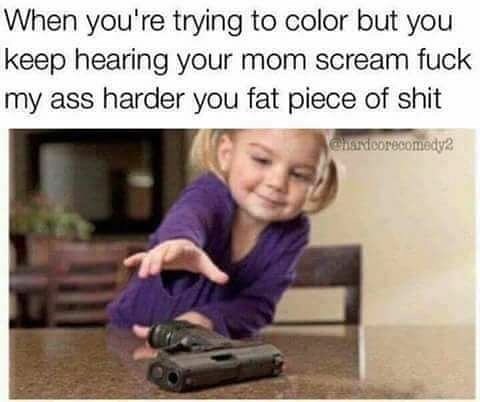 When you're trying to color but you
keep hearing your mom scream fuck
my ass harder you fat piece of shit
@hardcorecomedy2